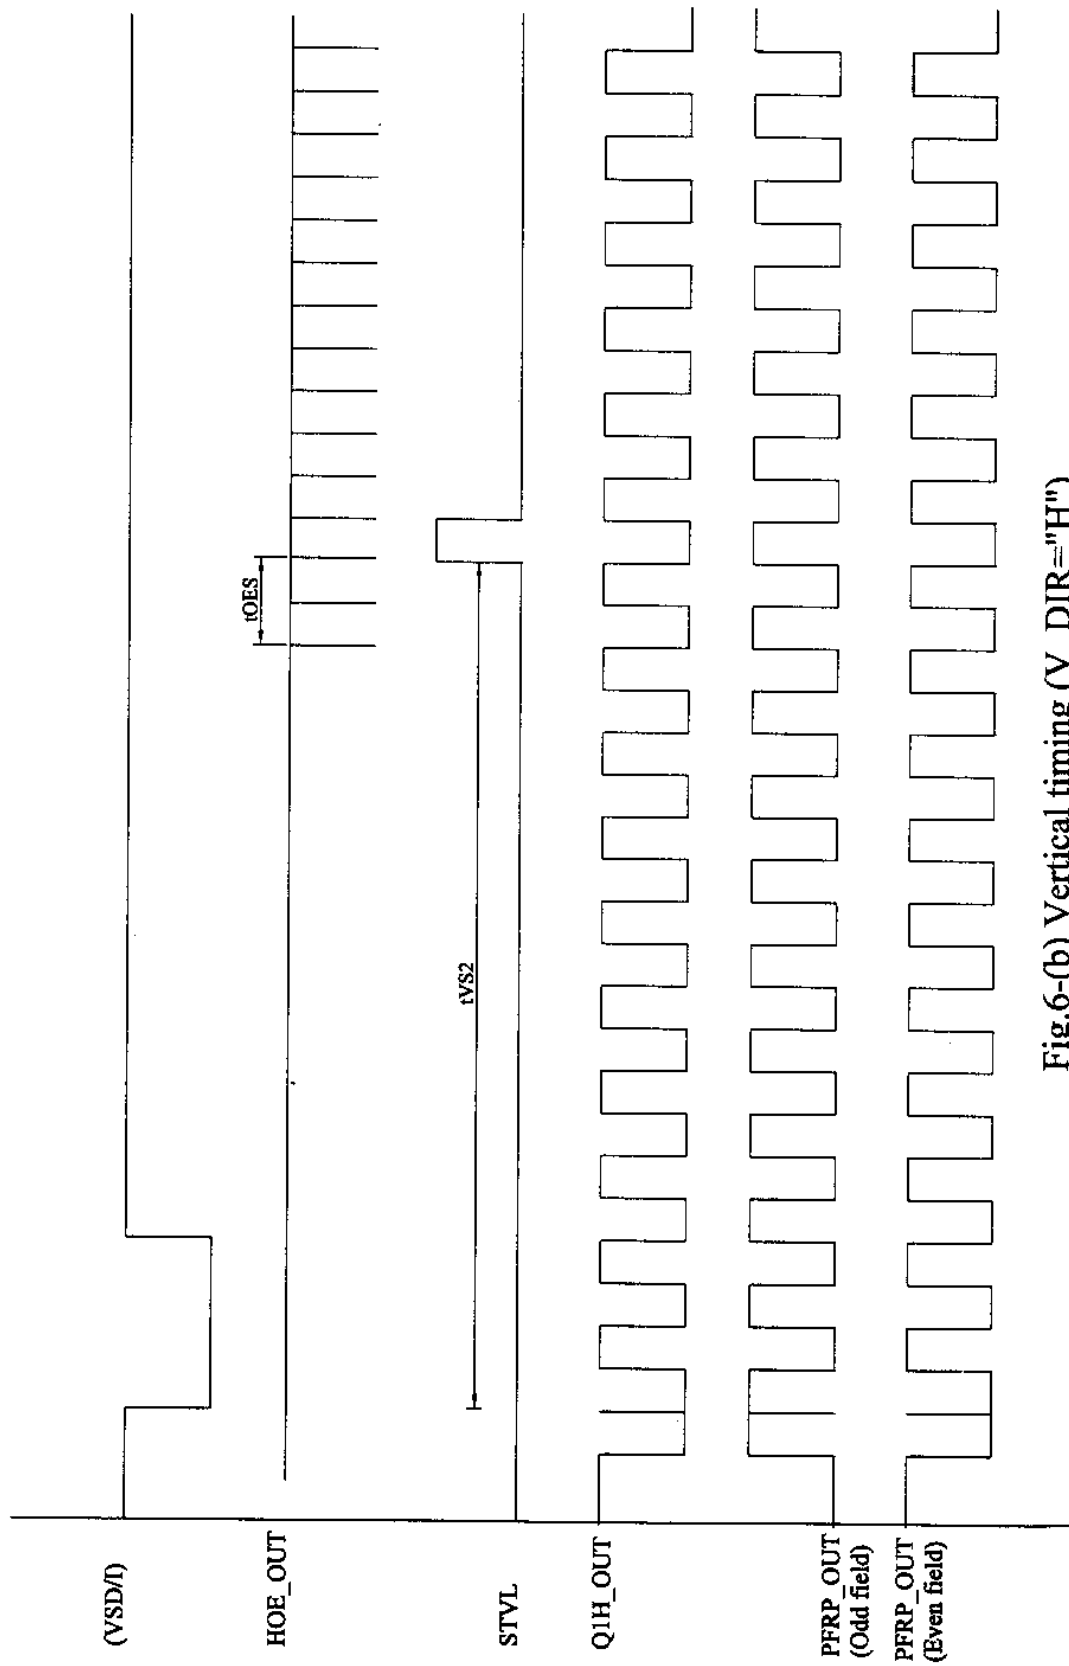 (VSD/I)
HOE_OUT
tOES
STVL
tVS2
Q1H_OUT
PFRP_OUT
(Odd field)
PFRP_OUT
(Even field)
Fig.6-(b) Vertical timing (V_DIR="H")